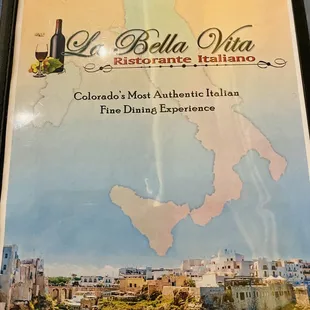 La Bella Vita
Ristorante Italiano
Colorado's Most Authentic Italian
Fine Dining Experience